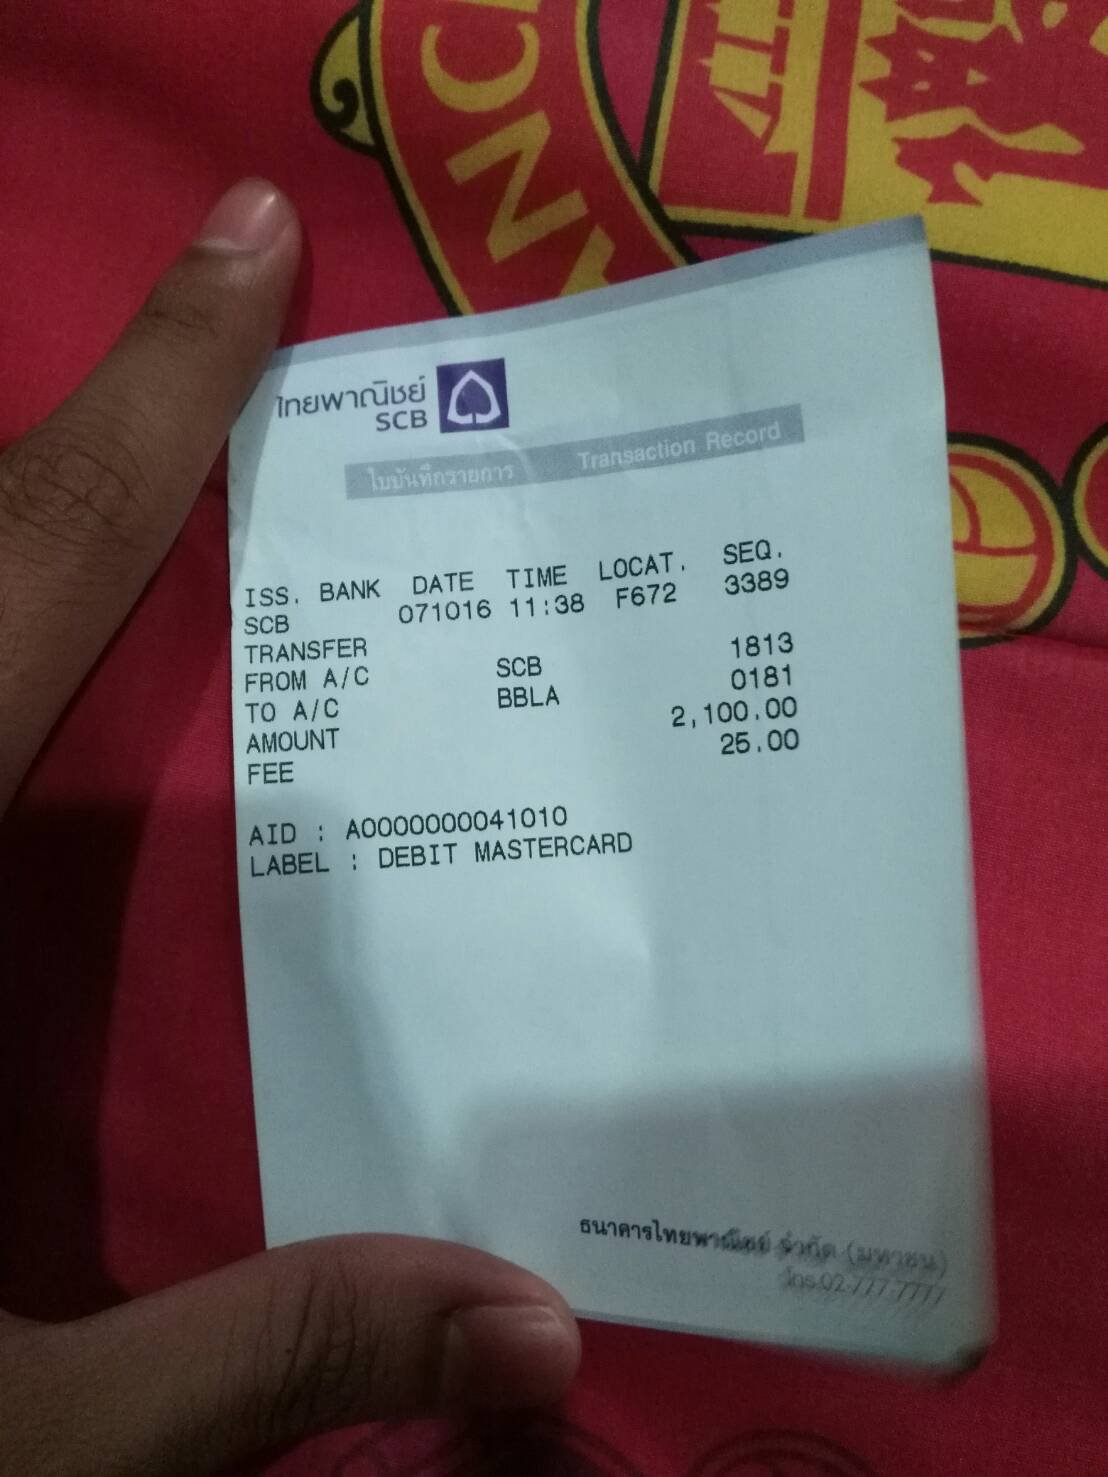 NCH
ไทยพาณิชย์
SCB
ใบบันทึกรายการ Transaction Record
ISS. BANK DATE TIME LOCAT. SEQ.
SCB 071016 11:38 F672 3389
TRANSFER
FROM A/C SCB 1813
TO A/C BBLA 0181
AMOUNT 2,100.00
FEE 25.00
AID : A0000000041010
LABEL : DEBIT MASTERCARD
ธนาคารไทยพาณิชย์ จำกัด (มหาชน)
โทร.02-777-7777